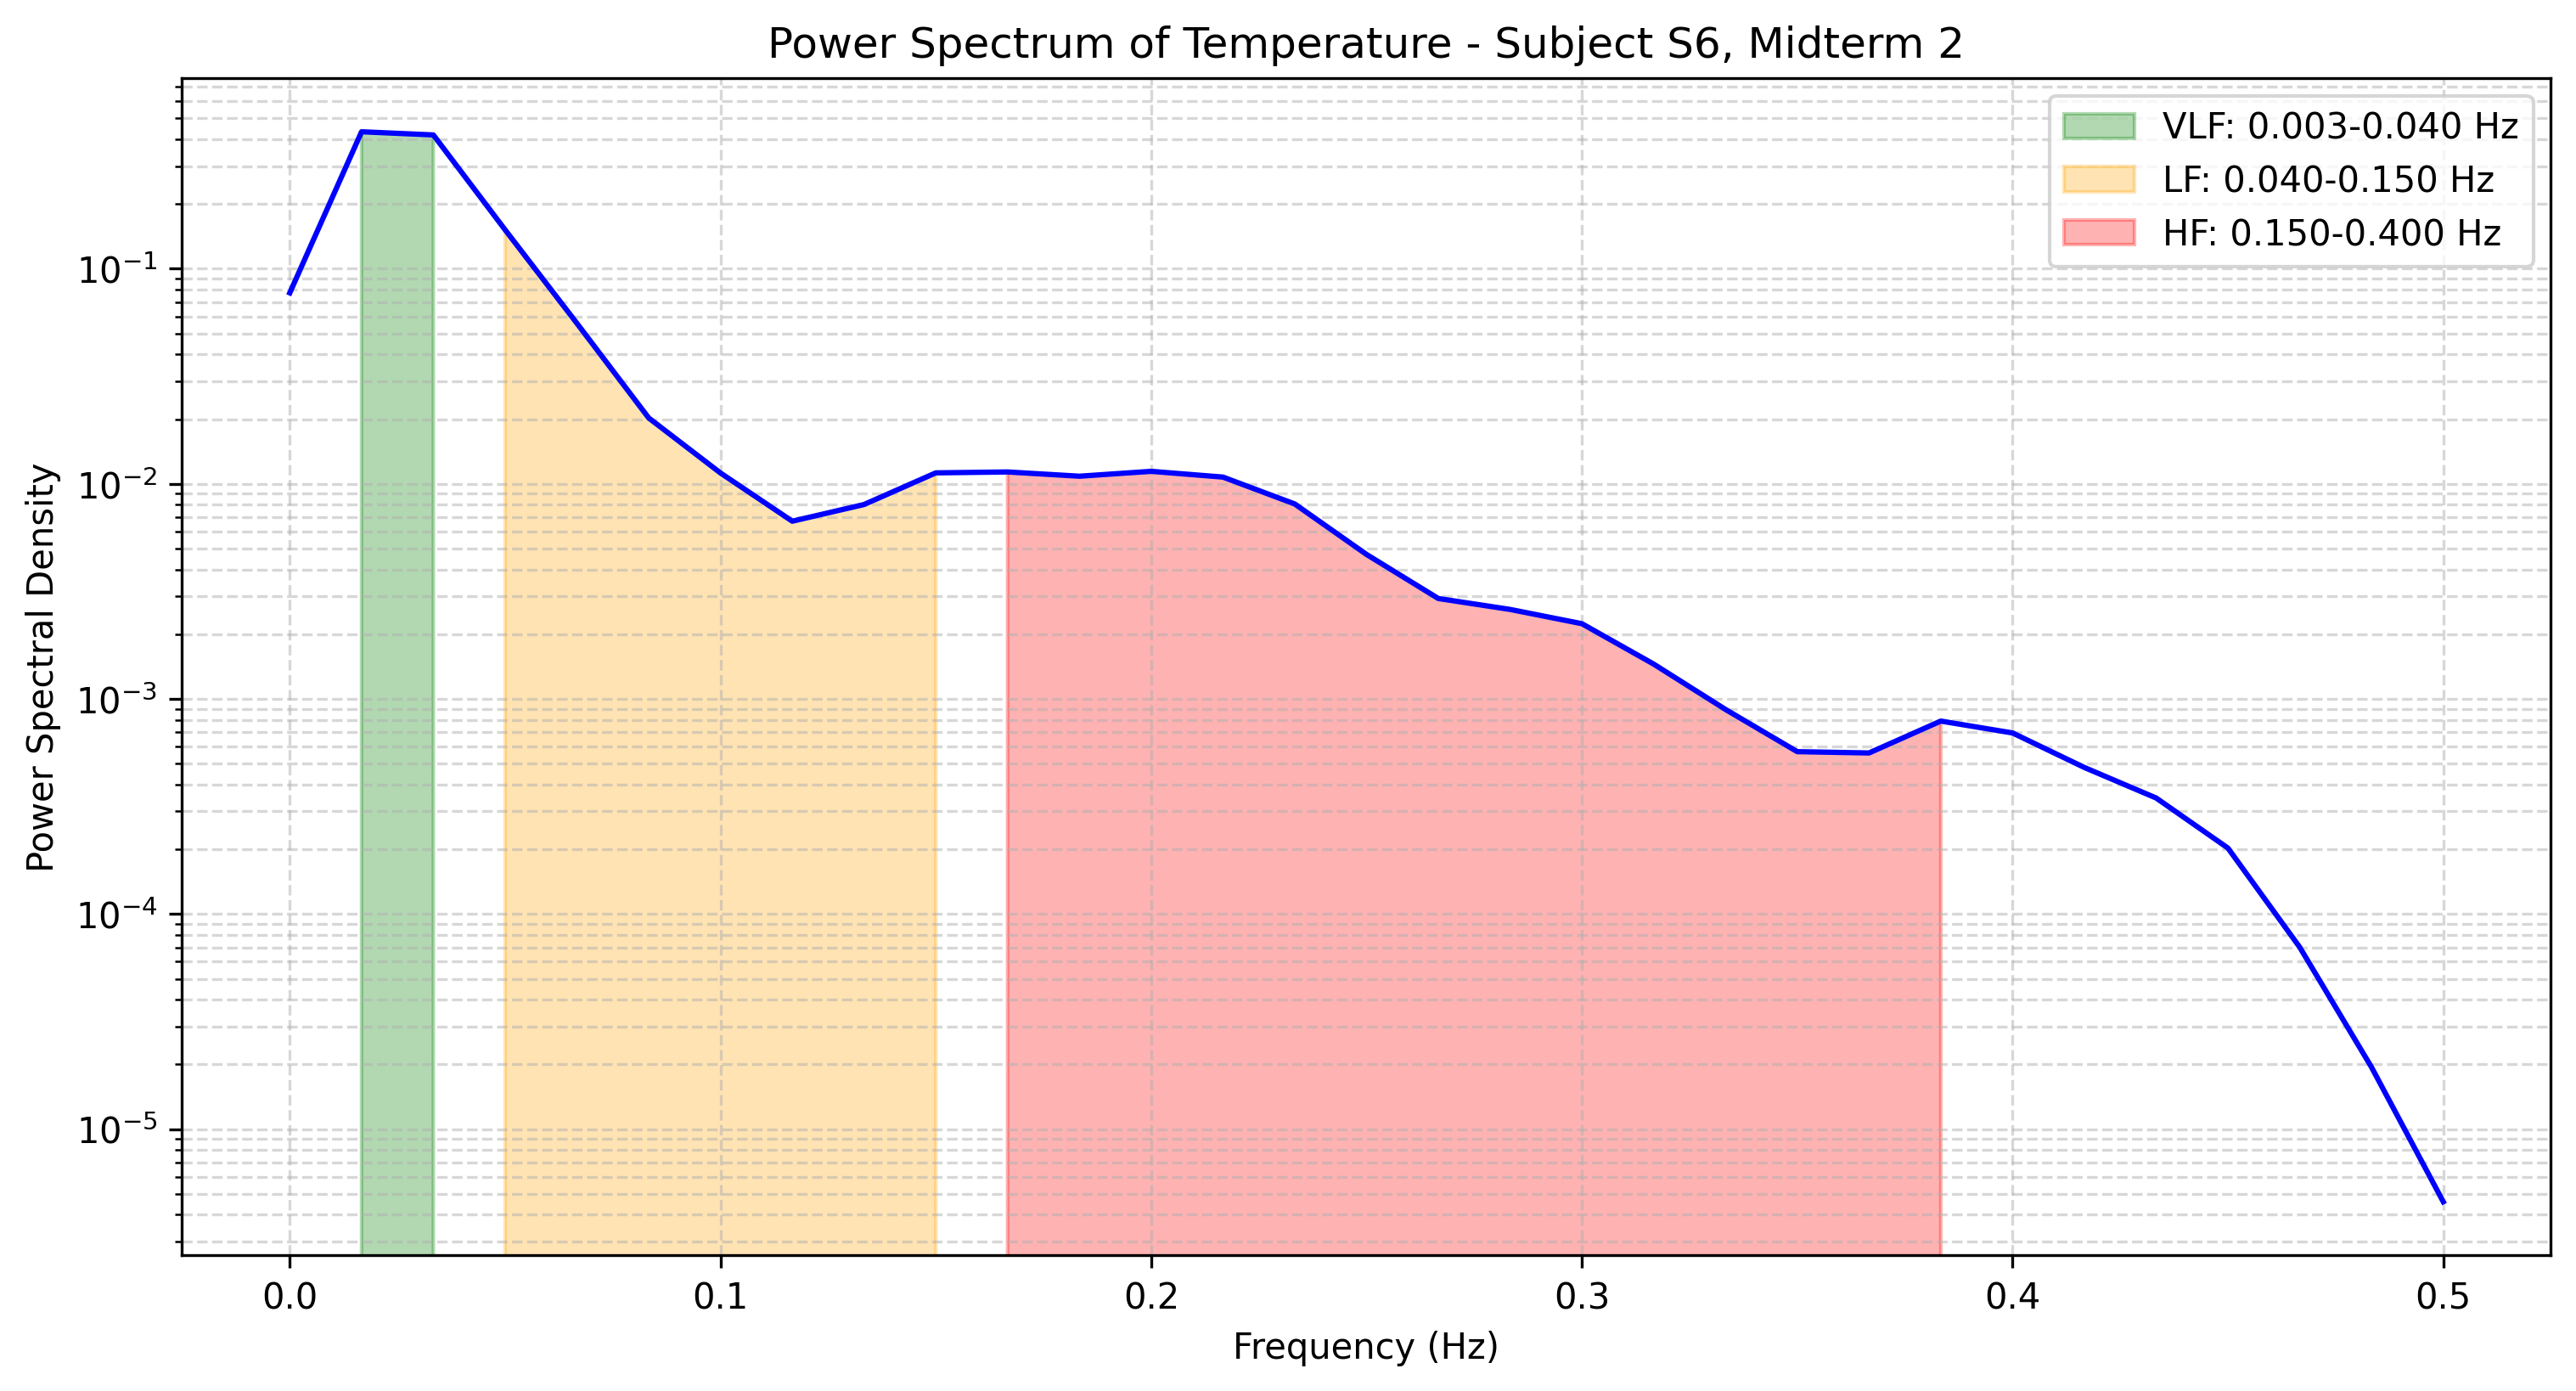 Power Spectrum of Temperature - Subject S6, Midterm 2
VLF: 0.003-0.040 Hz
LF: 0.040-0.150 Hz
HF: 0.150-0.400 Hz
Power Spectral Density
10⁻¹
10⁻²
10⁻³
10⁻⁴
10⁻⁵
0.0 0.1 0.2 0.3 0.4 0.5
Frequency (Hz)